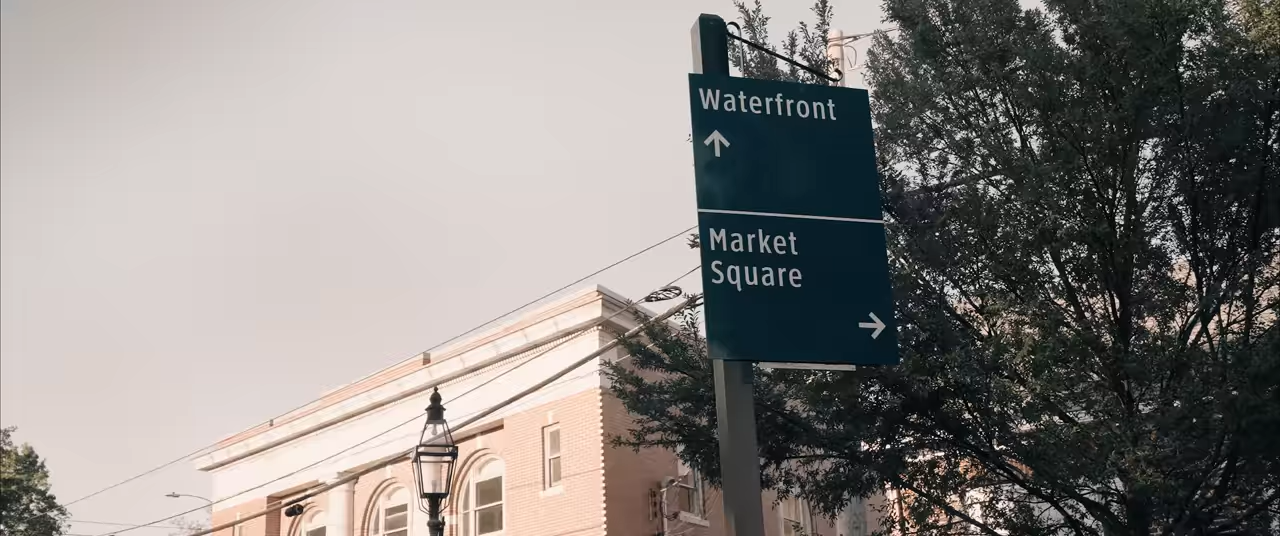 Waterfront
↑
Market
Square
→